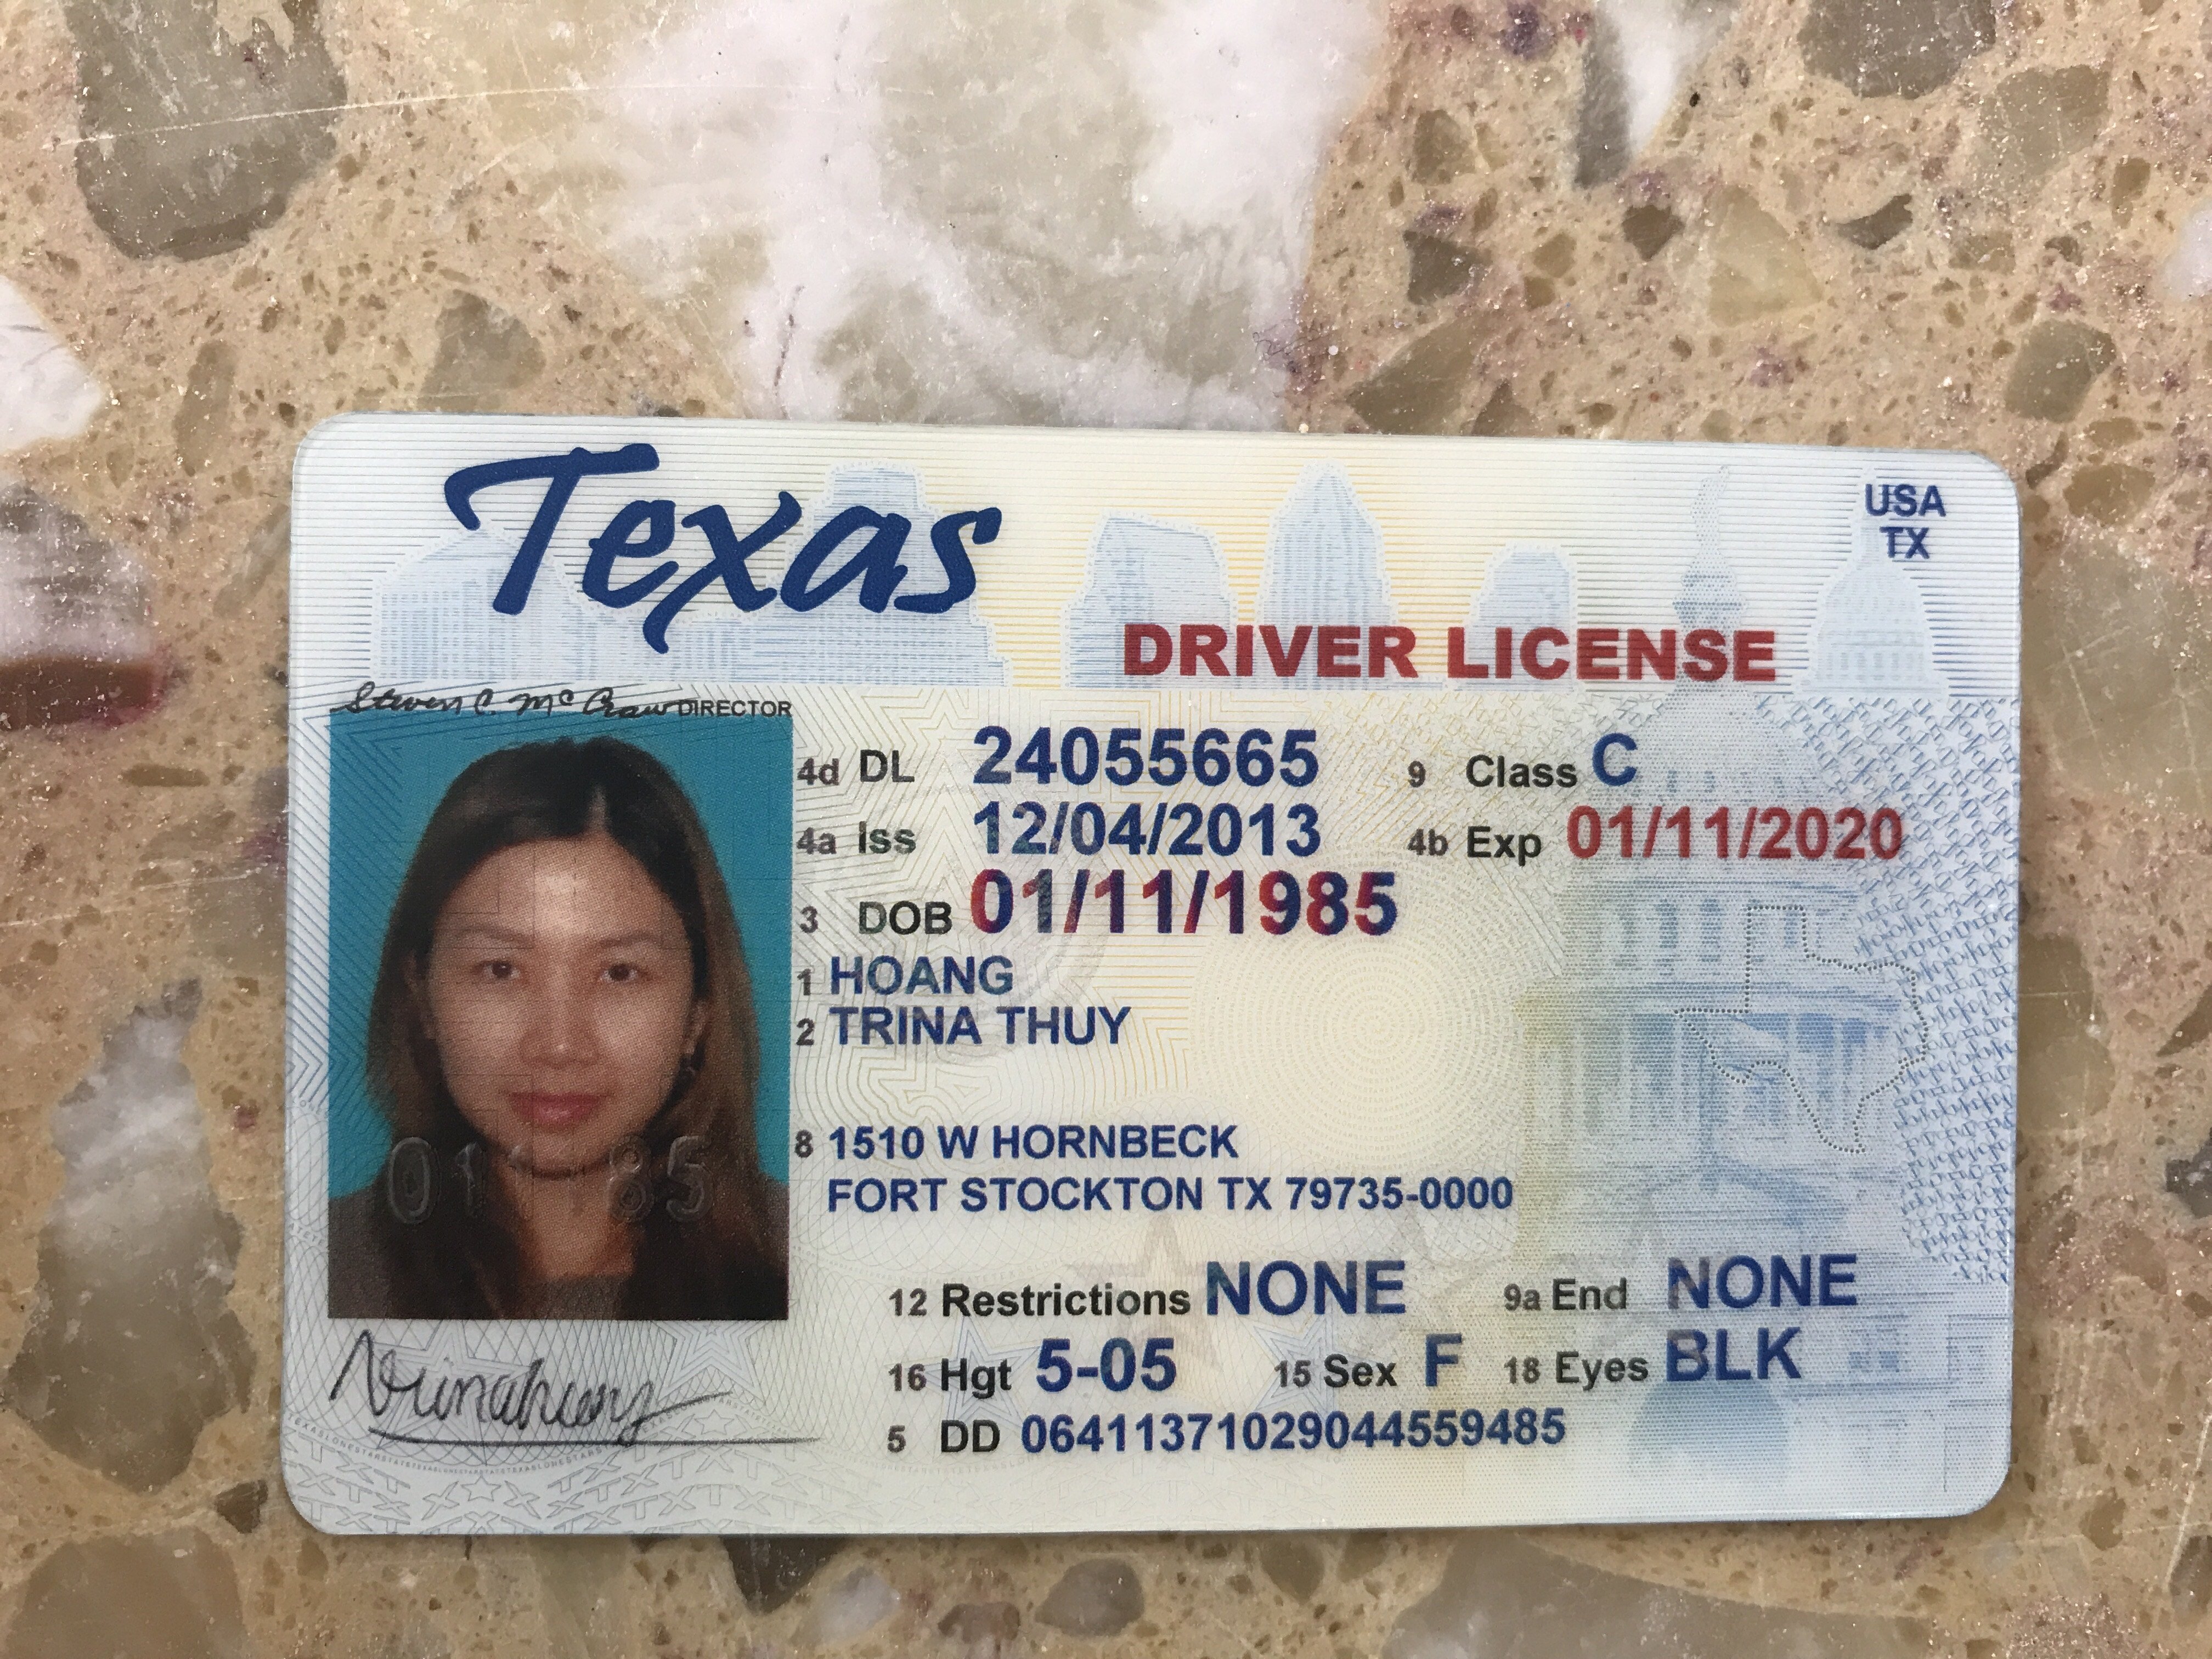 Texas
USA
TX
DRIVER LICENSE
Steven C. McCraw DIRECTOR
4d DL 24055665 9 Class C
4a Iss 12/04/2013 4b Exp 01/11/2020
3 DOB 01/11/1985
1 HOANG
2 TRINA THUY
8 1510 W HORNBECK
FORT STOCKTON TX 79735-0000
12 Restrictions NONE 9a End NONE
16 Hgt 5-05 15 Sex F 18 Eyes BLK
5 DD 06411371029044559485